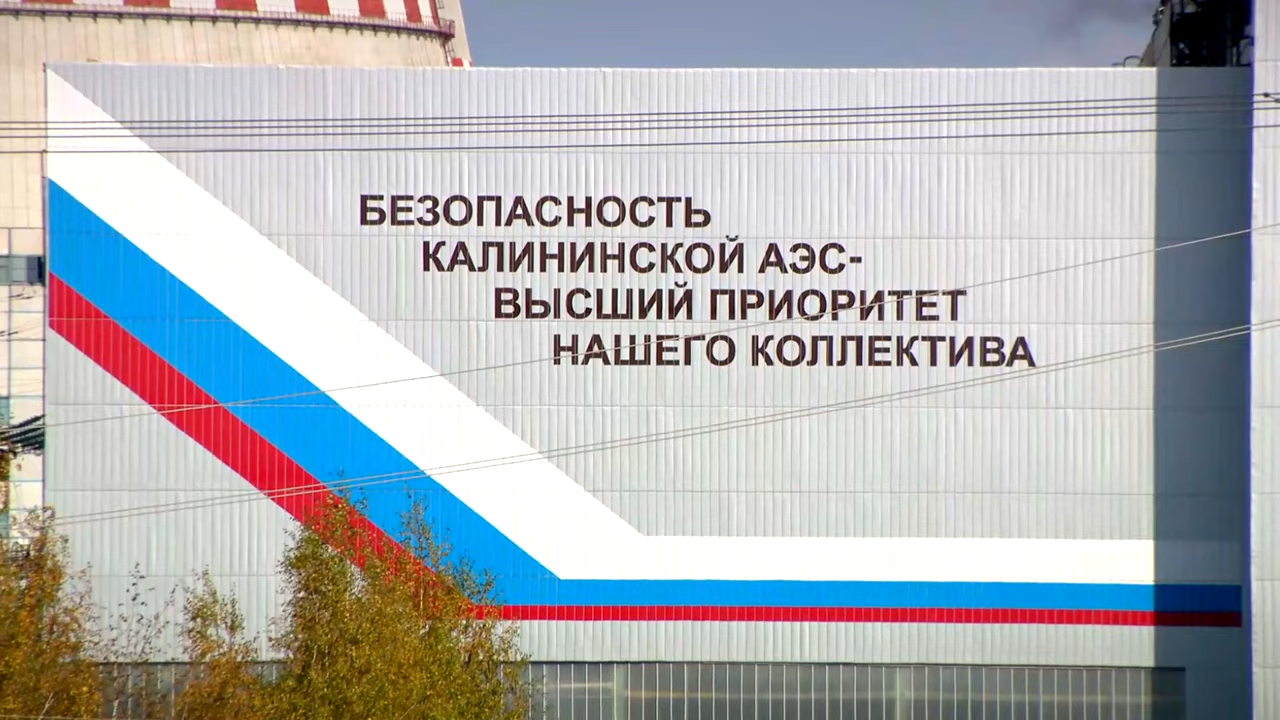 БЕЗОПАСНОСТЬ
КАЛИНИНСКОЙ АЭС-
ВЫСШИЙ ПРИОРИТЕТ
НАШЕГО КОЛЛЕКТИВА